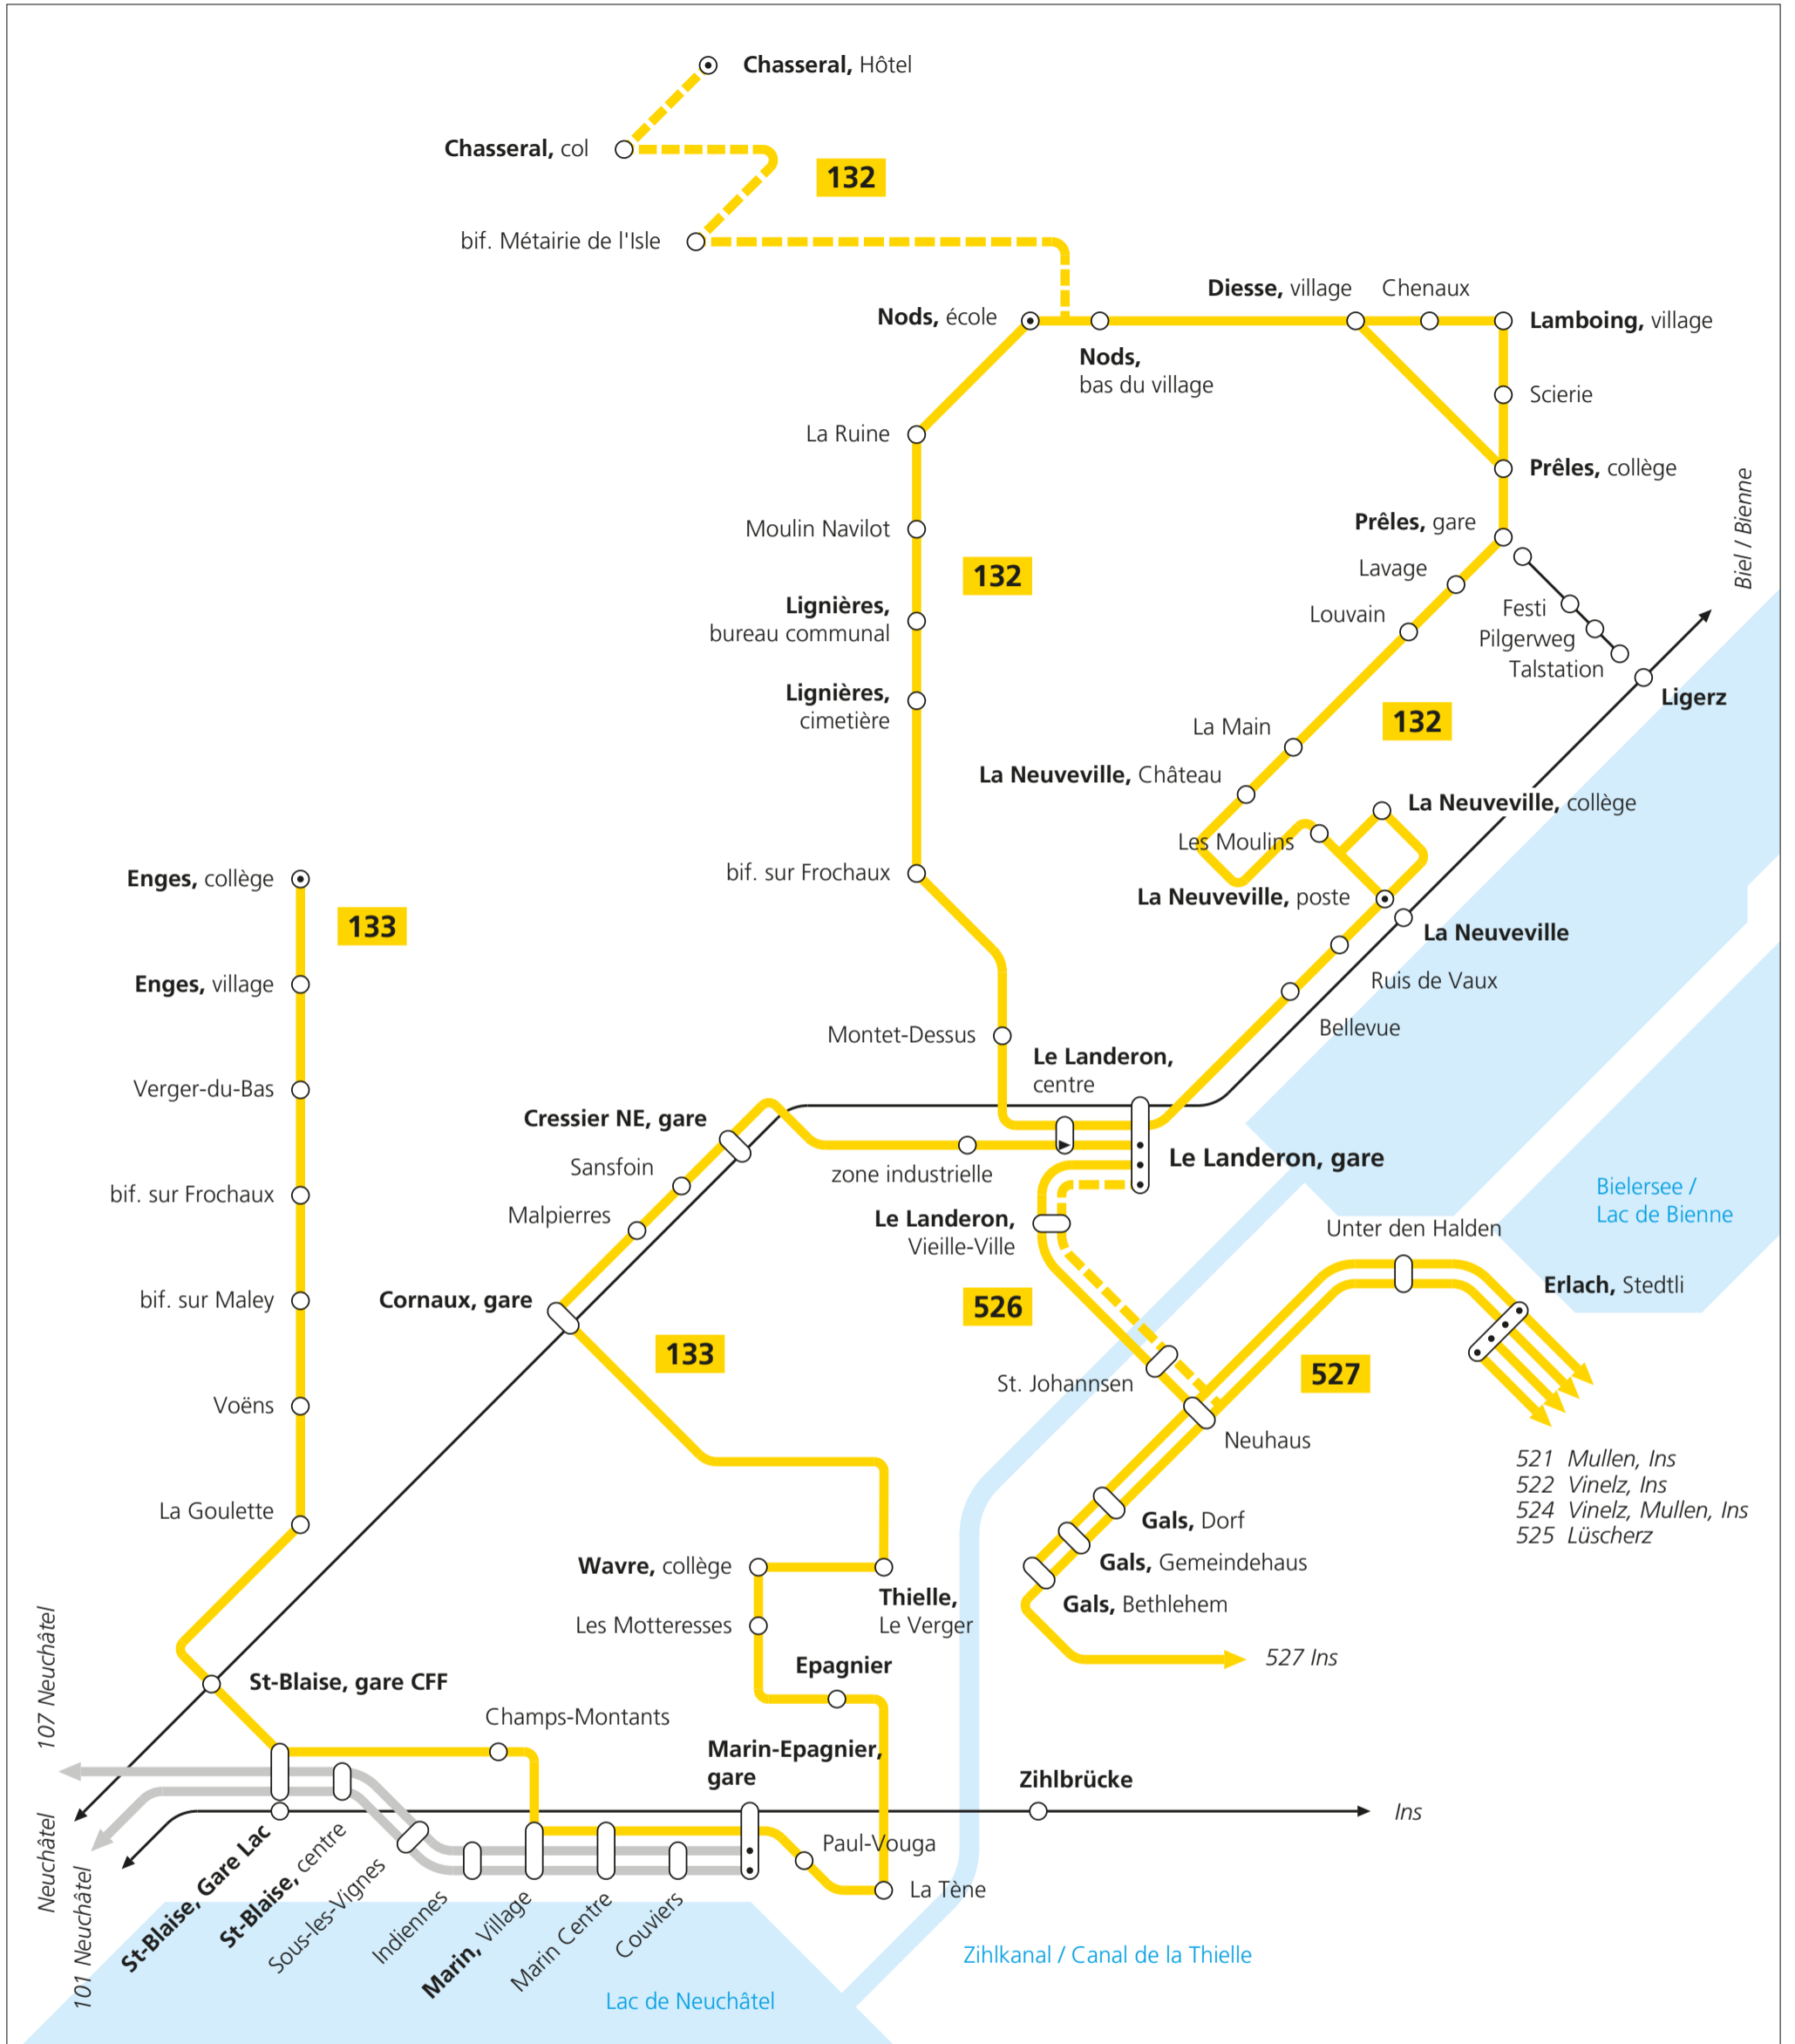 Chasseral, Hôtel
Chasseral, col
132
bif. Métairie de l'Isle
Diesse, village
Chenaux
Nods, école
Lamboing, village
Nods,
bas du village
Scierie
La Ruine
Prêles, collège
Biel / Bienne
Prêles, gare
Moulin Navilot
Lavage
132
Lignières,
bureau communal
Festi
Louvain
Pilgerweg
Talstation
Lignières,
cimetière
Ligerz
132
La Main
La Neuveville, Château
La Neuveville, collège
Les Moulins
bif. sur Frochaux
Enges, collège
La Neuveville, poste
133
La Neuveville
Enges, village
Ruis de Vaux
Bellevue
Montet-Dessus
Le Landeron,
centre
Verger-du-Bas
Cressier NE, gare
Sansfoin
zone industrielle
Le Landeron, gare
bif. sur Frochaux
Malpierres
Le Landeron,
Vieille-Ville
Bielersee /
Lac de Bienne
Unter den Halden
bif. sur Maley
Cornaux, gare
526
Erlach, Stedtli
133
527
St. Johannsen
Voëns
Neuhaus
521 Mullen, Ins
522 Vinelz, Ins
524 Vinelz, Mullen, Ins
525 Lüscherz
La Goulette
Gals, Dorf
Gals, Gemeindehaus
Gals, Bethlehem
Wavre, collège
Thielle,
Le Verger
Les Motteresses
527 Ins
Epagnier
St-Blaise, gare CFF
107 Neuchâtel
Champs-Montants
Marin-Epagnier,
gare
Zihlbrücke
Ins
Neuchâtel
101 Neuchâtel
Paul-Vouga
La Tène
St-Blaise, Gare Lac
St-Blaise, centre
Sous-les-Vignes
Indiennes
Marin, Village
Marin Centre
Couviers
Zihlkanal / Canal de la Thielle
Lac de Neuchâtel